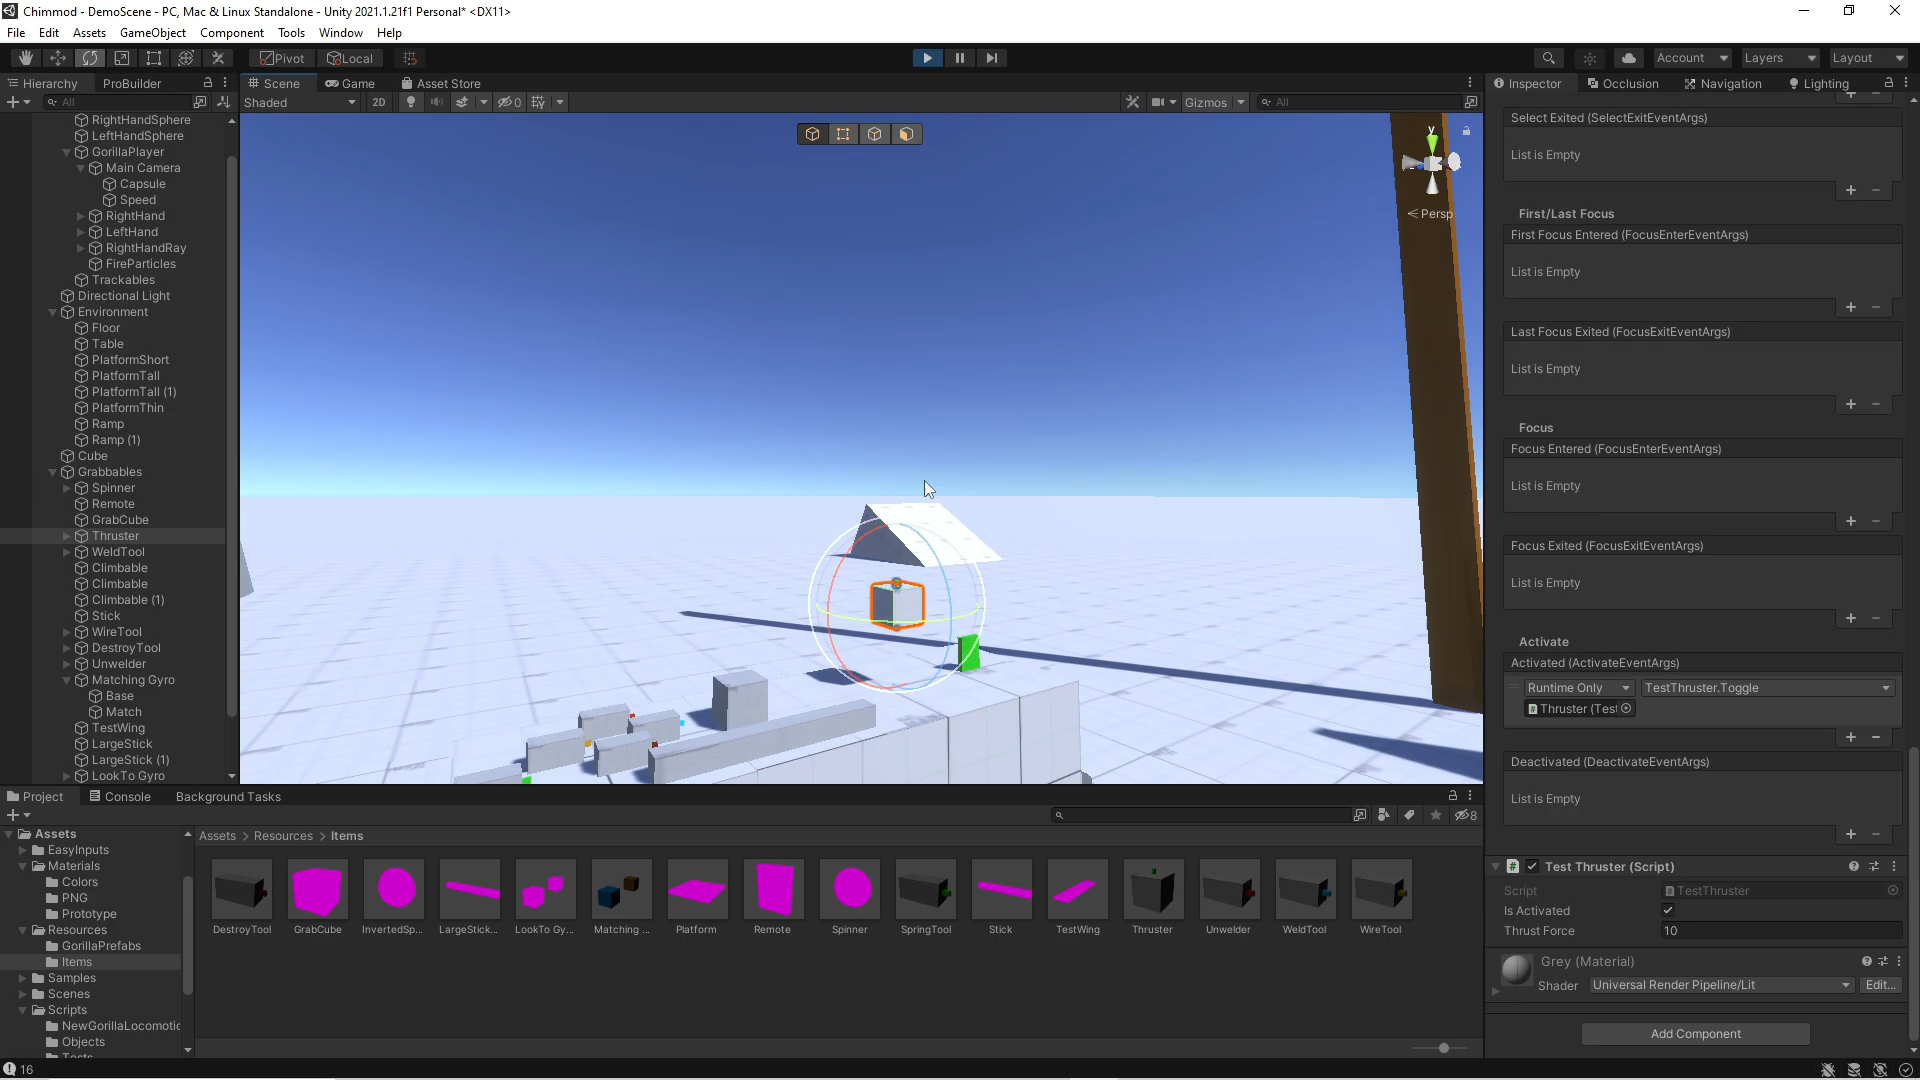 Chimmod - DemoScene - PC, Mac & Linux Standalone - Unity 2021.1.21f1 Personal* <DX11>
File Edit Assets GameObject Component Tools Window Help
Pivot Local
Account Layers Layout
Hierarchy ProBuilder
All
RightHandSphere
LeftHandSphere
GorillaPlayer
Main Camera
Capsule
Speed
RightHand
LeftHand
RightHandRay
FireParticles
Trackables
Directional Light
Environment
Floor
Table
PlatformShort
PlatformTall
PlatformTall (1)
PlatformThin
Ramp
Ramp (1)
Cube
Grabbables
Spinner
Remote
GrabCube
Thruster
WeldTool
Climbable
Climbable
Climbable (1)
Stick
WireTool
DestroyTool
Unwelder
Matching Gyro
Base
Match
TestWing
LargeStick
LargeStick (1)
LookTo Gyro
Scene Game Asset Store
Shaded 2D 0 Gizmos All
y
< Persp
Inspector Occlusion Navigation Lighting
Select Exited (SelectExitEventArgs)
List is Empty
First/Last Focus
First Focus Entered (FocusEnterEventArgs)
List is Empty
Last Focus Exited (FocusExitEventArgs)
List is Empty
Focus
Focus Entered (FocusEnterEventArgs)
List is Empty
Focus Exited (FocusExitEventArgs)
List is Empty
Activate
Activated (ActivateEventArgs)
Runtime Only TestThruster.Toggle
Thruster (Test
Deactivated (DeactivateEventArgs)
List is Empty
Test Thruster (Script)
Script TestThruster
Is Activated
Thrust Force 10
Grey (Material)
Shader Universal Render Pipeline/Lit Edit...
Add Component
Project Console Background Tasks
8
Assets
EasyInputs
Materials
Colors
PNG
Prototype
Resources
GorillaPrefabs
Items
Samples
Scenes
Scripts
NewGorillaLocomotic
Objects
Tests
Assets > Resources > Items
DestroyTool GrabCube InvertedSp... LargeStick... LookTo Gy... Matching ... Platform Remote Spinner SpringTool Stick TestWing Thruster Unwelder WeldTool WireTool
16